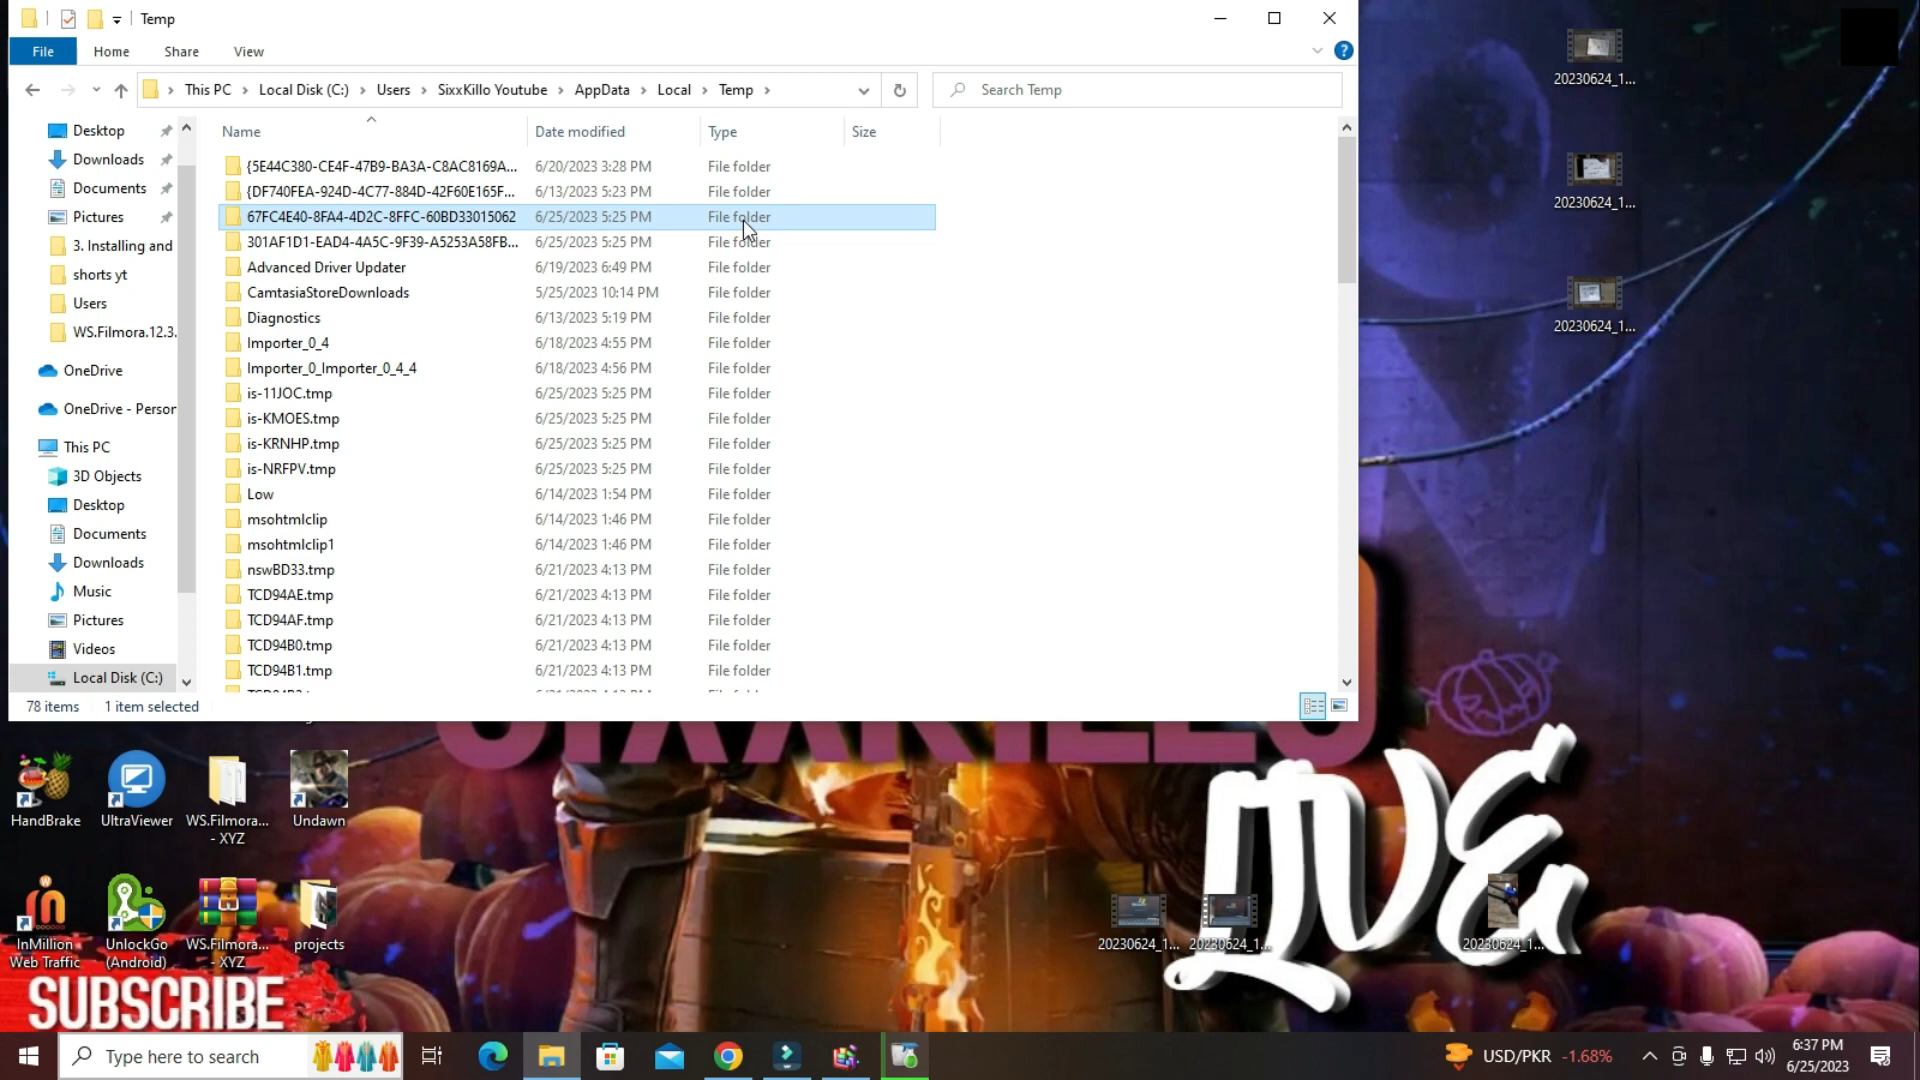 Temp
File Home Share View
This PC Local Disk (C:) Users SixxKillo Youtube AppData Local Temp
Search Temp
Name Date modified Type Size
Desktop
Downloads
Documents
Pictures
3. Installing and
shorts yt
Users
WS.Filmora.12.3.
OneDrive
OneDrive - Person
This PC
3D Objects
Desktop
Documents
Downloads
Music
Pictures
Videos
Local Disk (C:)
{5E44C380-CE4F-47B9-BA3A-C8AC8169A... 6/20/2023 3:28 PM File folder
{DF740FEA-924D-4C77-884D-42F60E165F... 6/13/2023 5:23 PM File folder
67FC4E40-8FA4-4D2C-8FFC-60BD33015062 6/25/2023 5:25 PM File folder
301AF1D1-EAD4-4A5C-9F39-A5253A58FB... 6/25/2023 5:25 PM File folder
Advanced Driver Updater 6/19/2023 6:49 PM File folder
CamtasiaStoreDownloads 5/25/2023 10:14 PM File folder
Diagnostics 6/13/2023 5:19 PM File folder
Importer_0_4 6/18/2023 4:55 PM File folder
Importer_0_Importer_0_4_4 6/18/2023 4:56 PM File folder
is-11JOC.tmp 6/25/2023 5:25 PM File folder
is-KMOES.tmp 6/25/2023 5:25 PM File folder
is-KRNHP.tmp 6/25/2023 5:25 PM File folder
is-NRFPV.tmp 6/25/2023 5:25 PM File folder
Low 6/14/2023 1:54 PM File folder
msohtmlclip 6/14/2023 1:46 PM File folder
msohtmlclip1 6/14/2023 1:46 PM File folder
nswBD33.tmp 6/21/2023 4:13 PM File folder
TCD94AE.tmp 6/21/2023 4:13 PM File folder
TCD94AF.tmp 6/21/2023 4:13 PM File folder
TCD94B0.tmp 6/21/2023 4:13 PM File folder
TCD94B1.tmp 6/21/2023 4:13 PM File folder
78 items 1 item selected
20230624_1...
20230624_1...
20230624_1...
HandBrake
UltraViewer
WS.Filmora...
- XYZ
Undawn
InMillion
Web Traffic
UnlockGo
(Android)
WS.Filmora...
- XYZ
projects
20230624_1...
20230624_1...
20230624_1...
LIVE
SUBSCRIBE
Type here to search
USD/PKR -1.68%
6:37 PM
6/25/2023